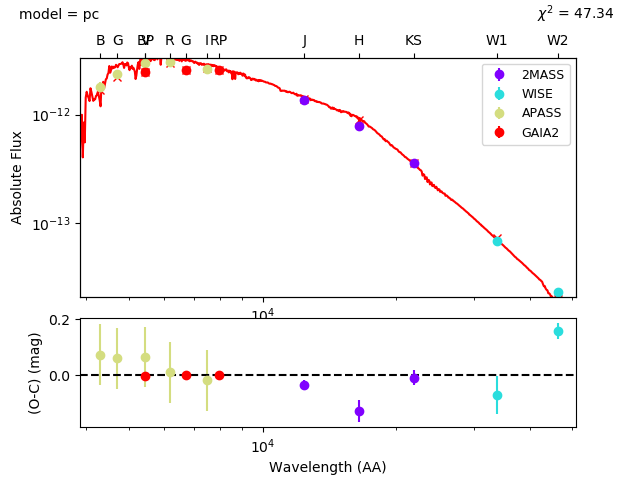 model = pc
χ² = 47.34
B G BP V R G I RP J H KS W1 W2
2MASS
WISE
APASS
GAIA2
Absolute Flux
10⁻¹²
10⁻¹³
10⁴
(O-C) (mag)
0.2
0.0
10⁴
Wavelength (AA)